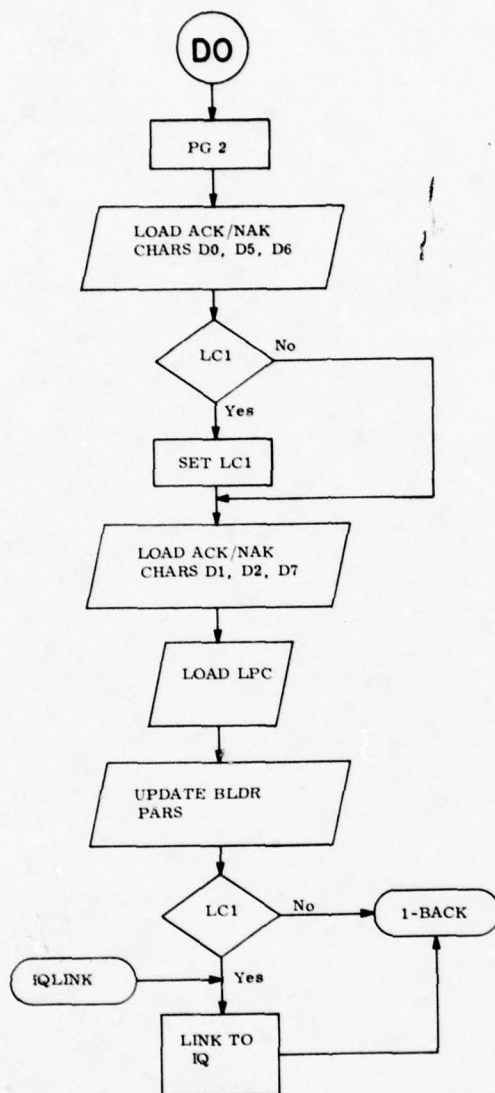 DO
PG 2
LOAD ACK/NAK
CHARS D0, D5, D6
LC1
No
Yes
SET LC1
LOAD ACK/NAK
CHARS D1, D2, D7
LOAD LPC
UPDATE BLDR
PARS
LC1
No
1-BACK
IQLINK
Yes
LINK TO
IQ